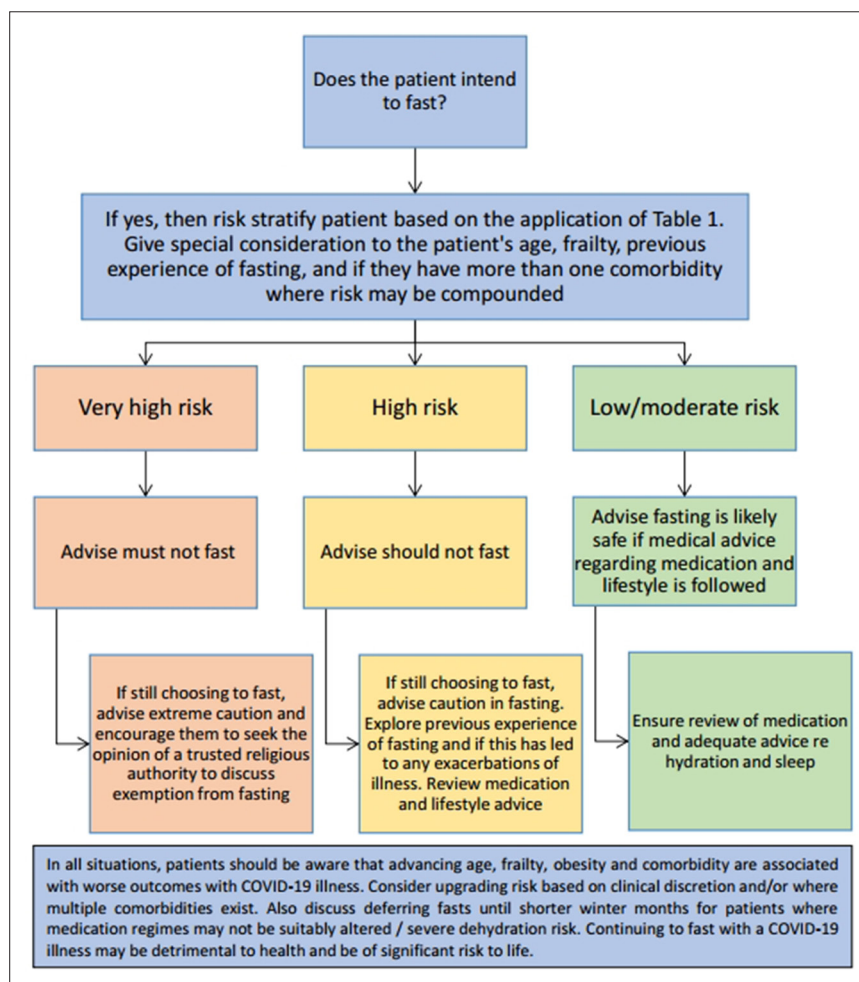 Does the patient intend
to fast?
If yes, then risk stratify patient based on the application of Table 1.
Give special consideration to the patient's age, frailty, previous
experience of fasting, and if they have more than one comorbidity
where risk may be compounded
Very high risk
High risk
Low/moderate risk
Advise must not fast
Advise should not fast
Advise fasting is likely
safe if medical advice
regarding medication and
lifestyle is followed
If still choosing to fast,
advise extreme caution and
encourage them to seek the
opinion of a trusted religious
authority to discuss
exemption from fasting
If still choosing to fast,
advise caution in fasting.
Explore previous experience
of fasting and if this has led
to any exacerbations of
illness. Review medication
and lifestyle advice
Ensure review of medication
and adequate advice re
hydration and sleep
In all situations, patients should be aware that advancing age, frailty, obesity and comorbidity are associated
with worse outcomes with COVID-19 illness. Consider upgrading risk based on clinical discretion and/or where
multiple comorbidities exist. Also discuss deferring fasts until shorter winter months for patients where
medication regimes may not be suitably altered / severe dehydration risk. Continuing to fast with a COVID-19
illness may be detrimental to health and be of significant risk to life.